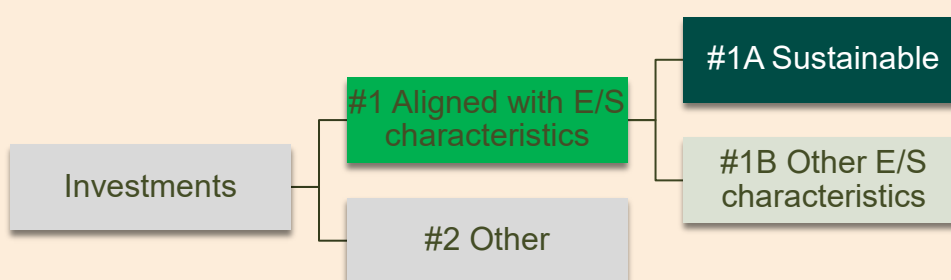 #1A Sustainable
#1 Aligned with E/S
characteristics
#1B Other E/S
characteristics
Investments
#2 Other